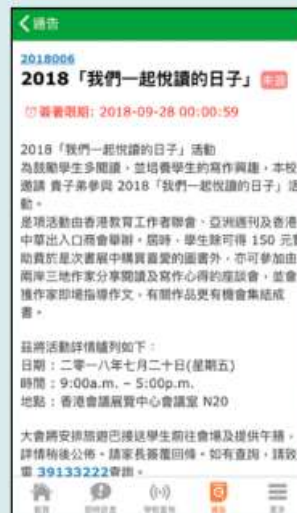 通告
2018006
2018「我們一起悅讀的日子」
簽署限期: 2018-09-28 00:00:59
2018「我們一起悅讀的日子」活動
為鼓勵學生多閱讀，並培養學生的寫作興趣，本校
邀請 貴子弟參與 2018「我們一起悅讀的日子」活
動。
是項活動由香港教育工作者聯會、亞洲週刊及香港
中華出入口商會舉辦。屆時，學生除可得 150 元
助費於是次書展中購買喜愛的圖書外，亦可參加由
兩岸三地作家分享閱讀及寫作心得的座談會，並會
獲作家即場指導作文，有關作品更有機會集結成
書。
茲將活動詳情臚列如下：
日期：二零一八年七月二十日(星期五)
時間：9:00a.m. – 5:00p.m.
地點：香港會議展覽中心會議室 N20
大會將安排旅遊巴接送學生前往會場及提供午膳，
詳情稍後公佈。請家長簽覆回條。如有查詢，請致
電 39133222查詢。